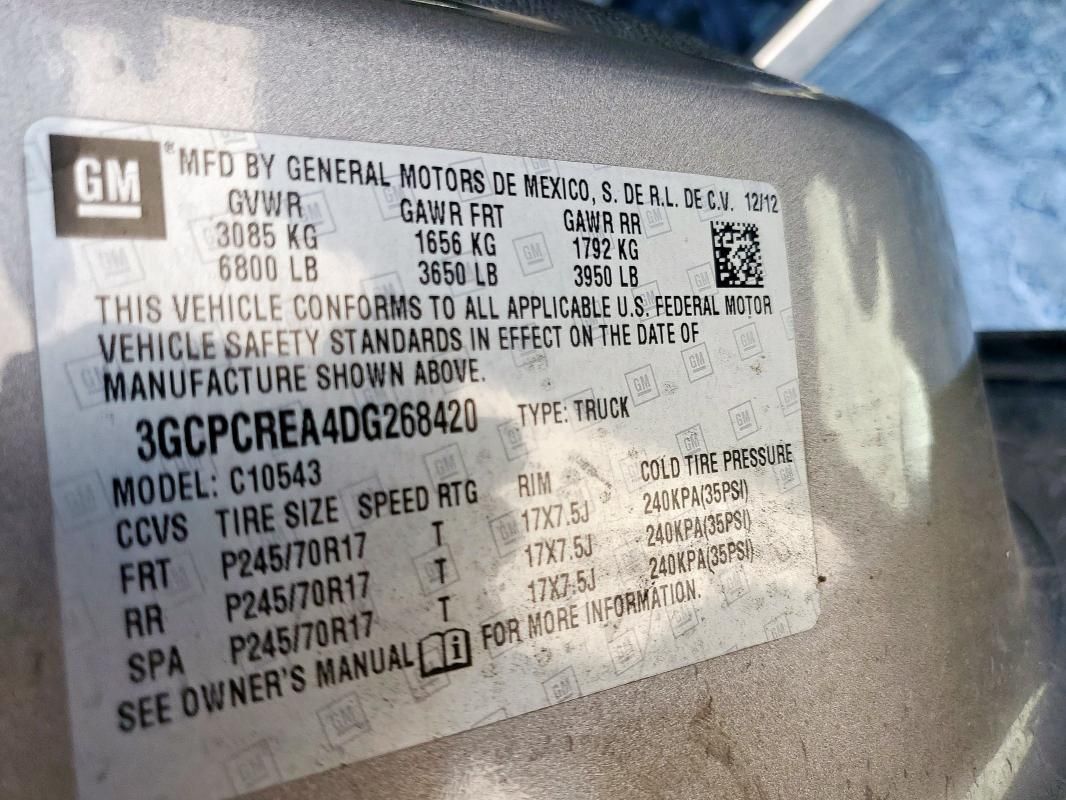 GM ® MFD BY GENERAL MOTORS DE MEXICO, S. DE R.L. DE C.V. 12/12
GVWR GAWR FRT GAWR RR
3085 KG 1656 KG 1792 KG
6800 LB 3650 LB 3950 LB
THIS VEHICLE CONFORMS TO ALL APPLICABLE U.S. FEDERAL MOTOR
VEHICLE SAFETY STANDARDS IN EFFECT ON THE DATE OF
MANUFACTURE SHOWN ABOVE.
3GCPCREA4DG268420 TYPE: TRUCK
MODEL: C10543
CCVS TIRE SIZE SPEED RTG RIM COLD TIRE PRESSURE
FRT P245/70R17 T 17X7.5J 240KPA(35PSI)
RR P245/70R17 T 17X7.5J 240KPA(35PSI)
SPA P245/70R17 T 17X7.5J 240KPA(35PSI)
SEE OWNER'S MANUAL i FOR MORE INFORMATION.